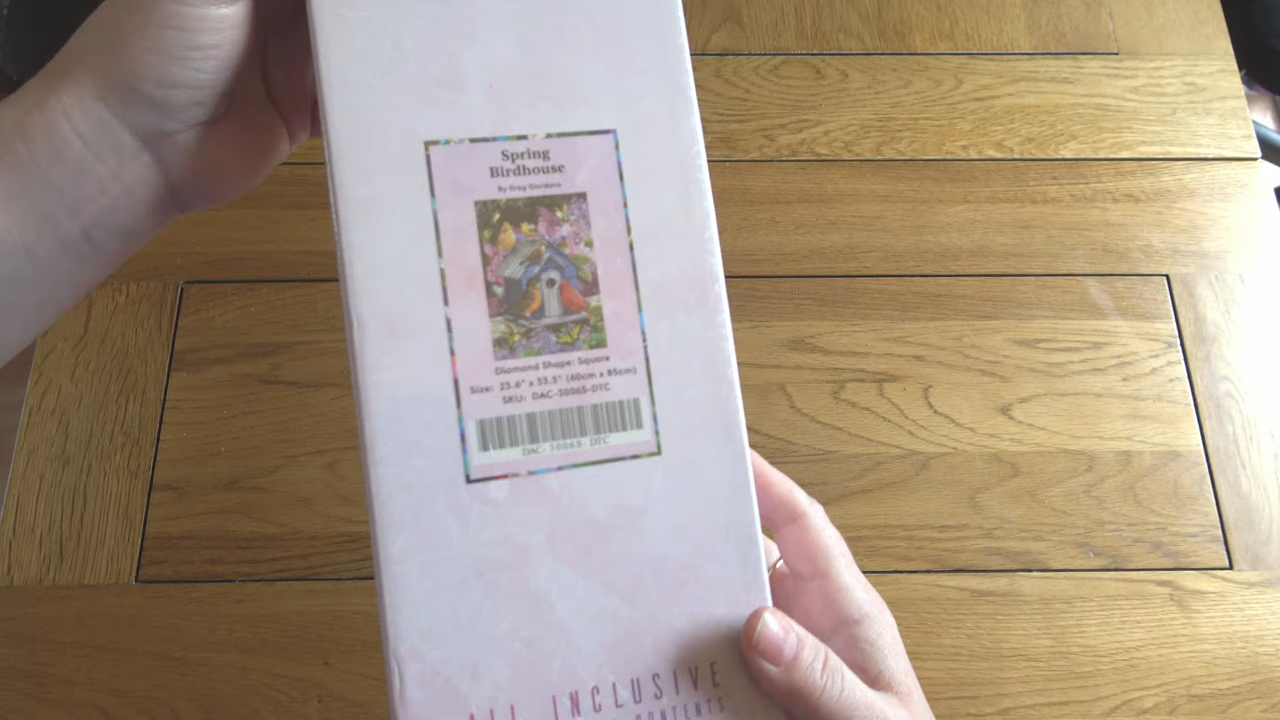 Spring
Birdhouse
By Greg Giordano
Diamond Shape: Square
Size: 23.6" x 33.5" (60cm x 85cm)
SKU: DAC-30065-DTC
DAC-30065-DTC
ALL INCLUSIVE
CONTENTS